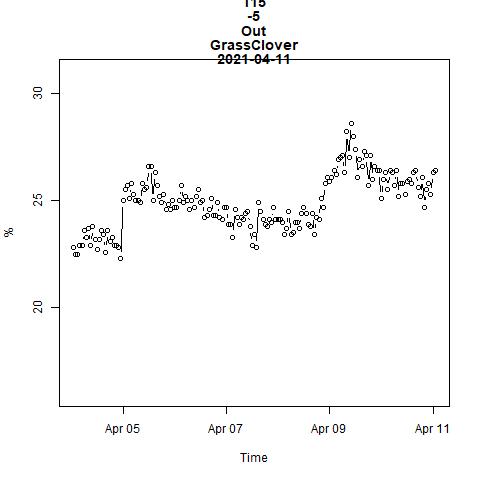 T15
-5
Out
GrassClover
2021-04-11
30
25
20
%
Apr 05
Apr 07
Apr 09
Apr 11
Time